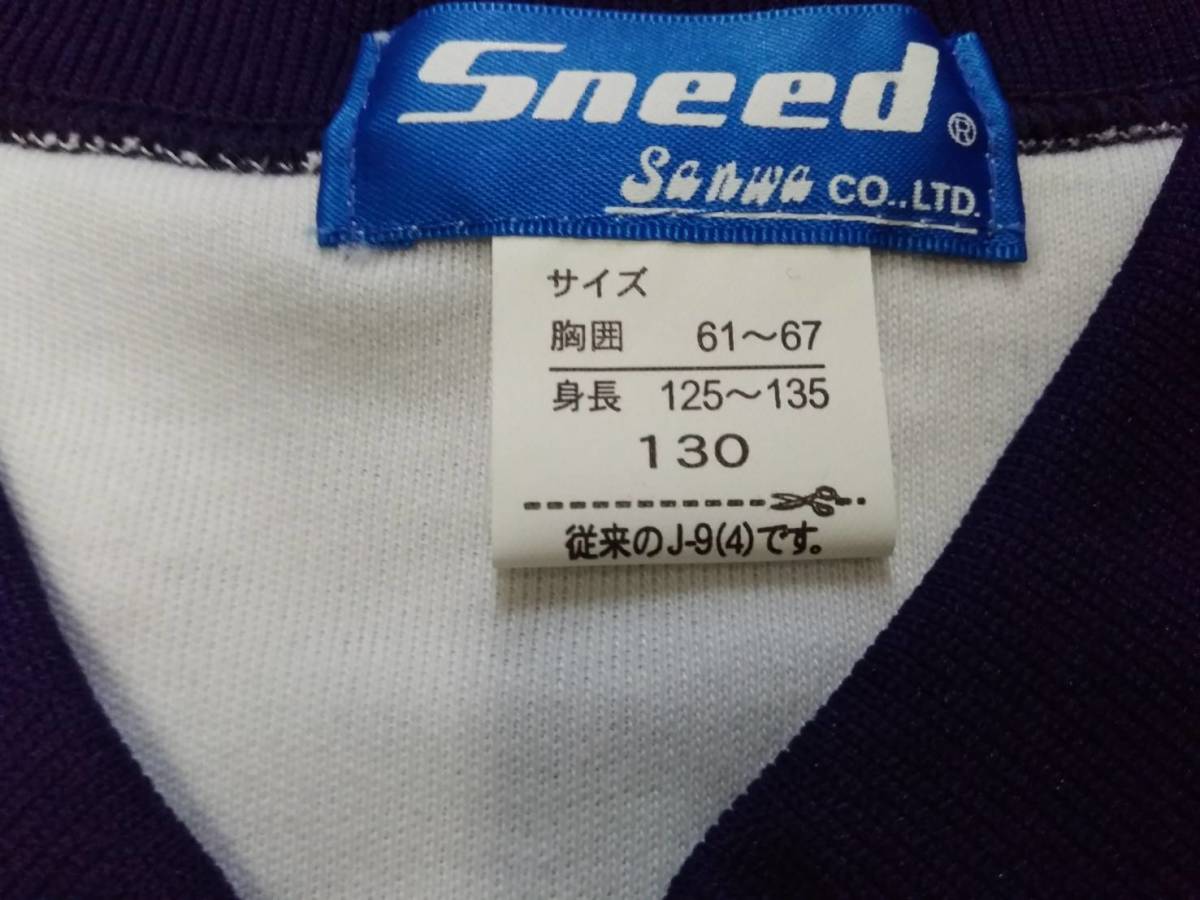 Sneed®
Sanwa CO.,LTD.
サイズ
胸囲 61～67
身長 125～135
130
従来のJ-9(4)です。